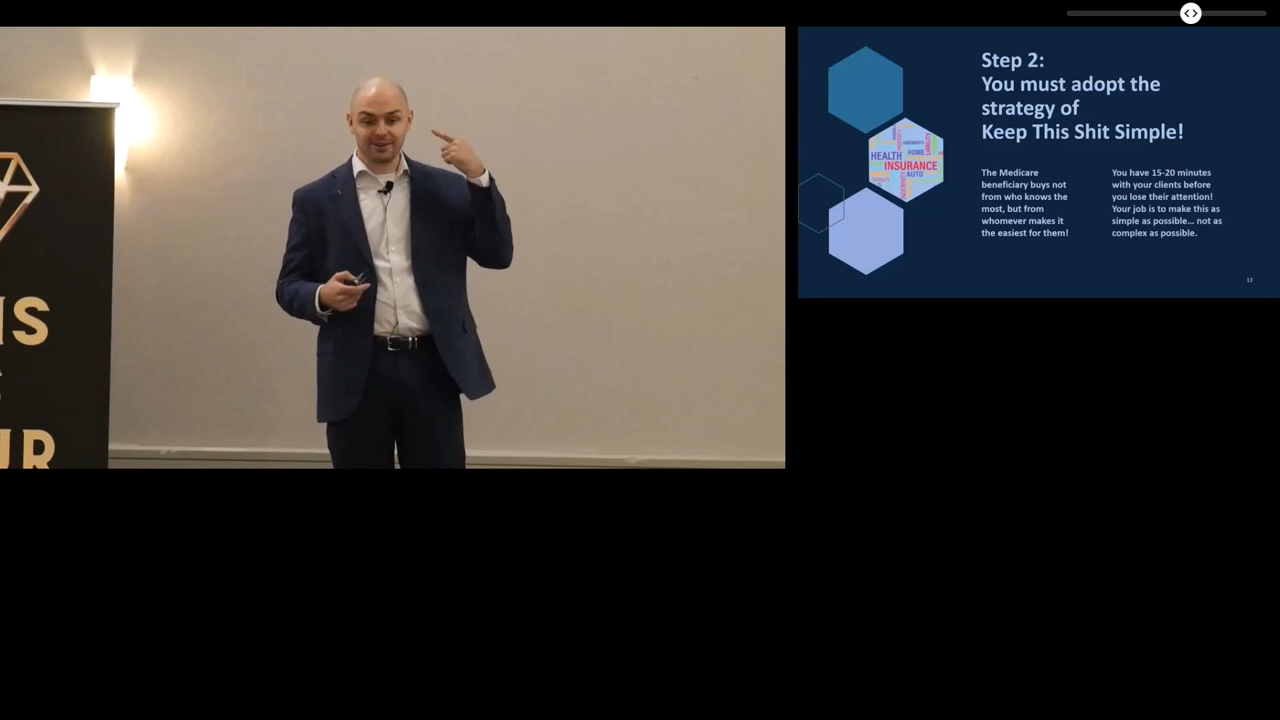 IS
UR
Step 2:
You must adopt the
strategy of
Keep This Shit Simple!
HEALTH
INSURANCE
HOME
AUTO
INDEMNITY
LIABILITY
The Medicare
beneficiary buys not
from who knows the
most, but from
whomever makes it
the easiest for them!
You have 15-20 minutes
with your clients before
you lose their attention!
Your job is to make this as
simple as possible... not as
complex as possible.
13